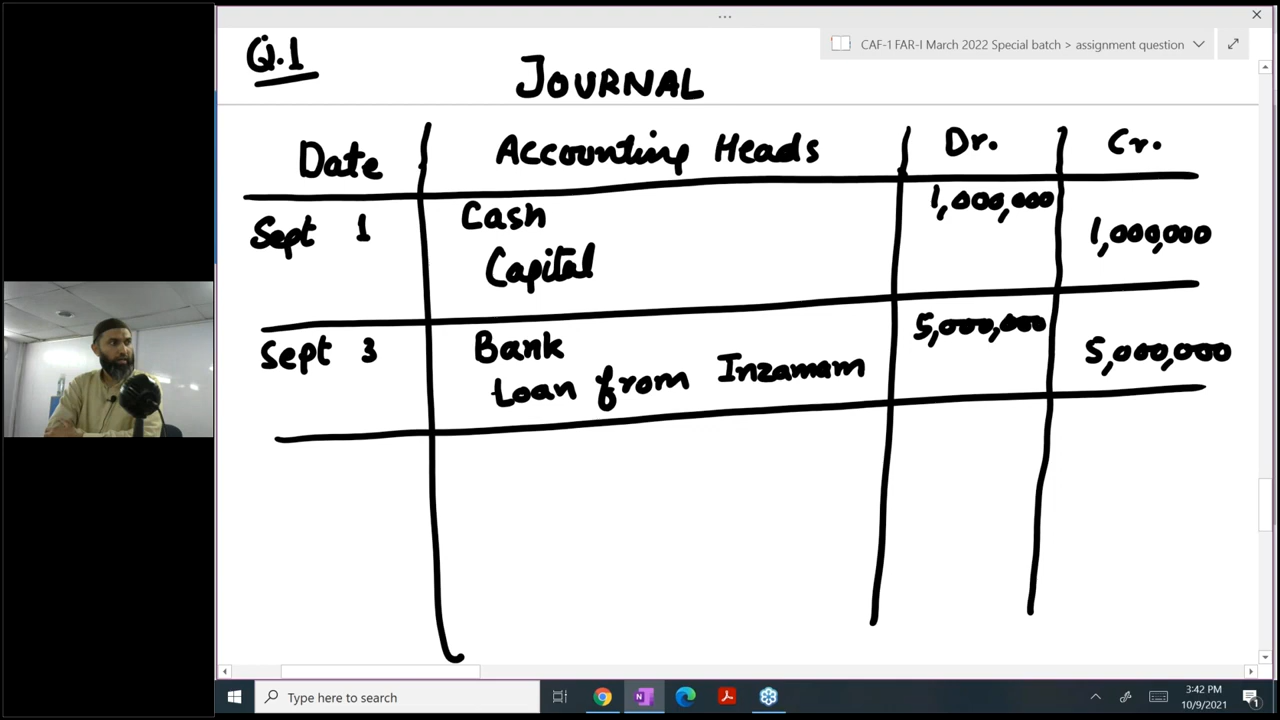 CAF-1 FAR-I March 2022 Special batch > assignment question
Q.1
JOURNAL
Date Accounting Heads Dr. Cr.
Sept 1 Cash 1,000,000
Capital 1,000,000
Sept 3 Bank 5,000,000
Loan from Inzamam 5,000,000
Type here to search
3:42 PM
10/9/2021
1